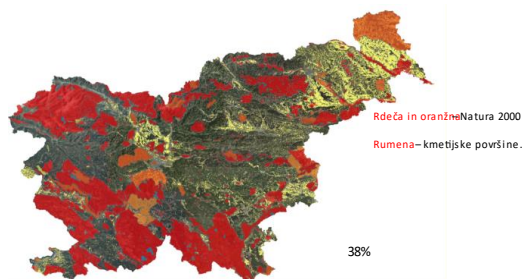 Rdeča in oranžna–Natura 2000
Rumena– kmetijske površine.
38%